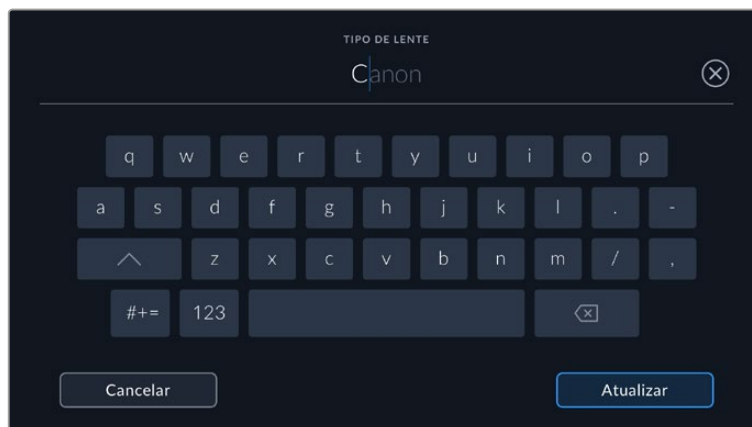 TIPO DE LENTE
Canon
q w e r t y u i o p
a s d f g h j k l . -
z x c v b n m / ,
#+= 123
Cancelar Atualizar